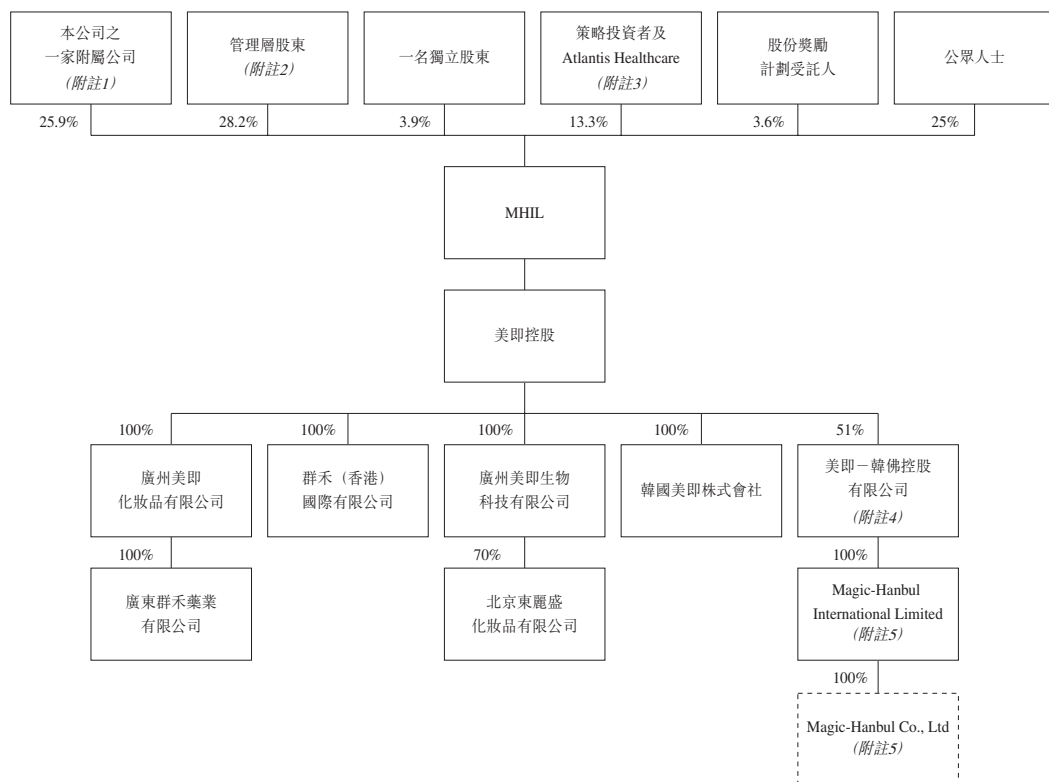 本公司之
一家附屬公司
(附註1)
管理層股東
(附註2)
一名獨立股東
策略投資者及
Atlantis Healthcare
(附註3)
股份獎勵
計劃受託人
公眾人士
25.9%
28.2%
3.9%
13.3%
3.6%
25%
MHIL
美即控股
100%
100%
100%
100%
51%
廣州美即
化妝品有限公司
群禾（香港）
國際有限公司
廣州美即生物
科技有限公司
韓國美即株式會社
美即－韓佛控股
有限公司
(附註4)
100%
70%
100%
廣東群禾藥業
有限公司
北京東麗盛
化妝品有限公司
Magic-Hanbul
International Limited
(附註5)
100%
Magic-Hanbul Co., Ltd
(附註5)